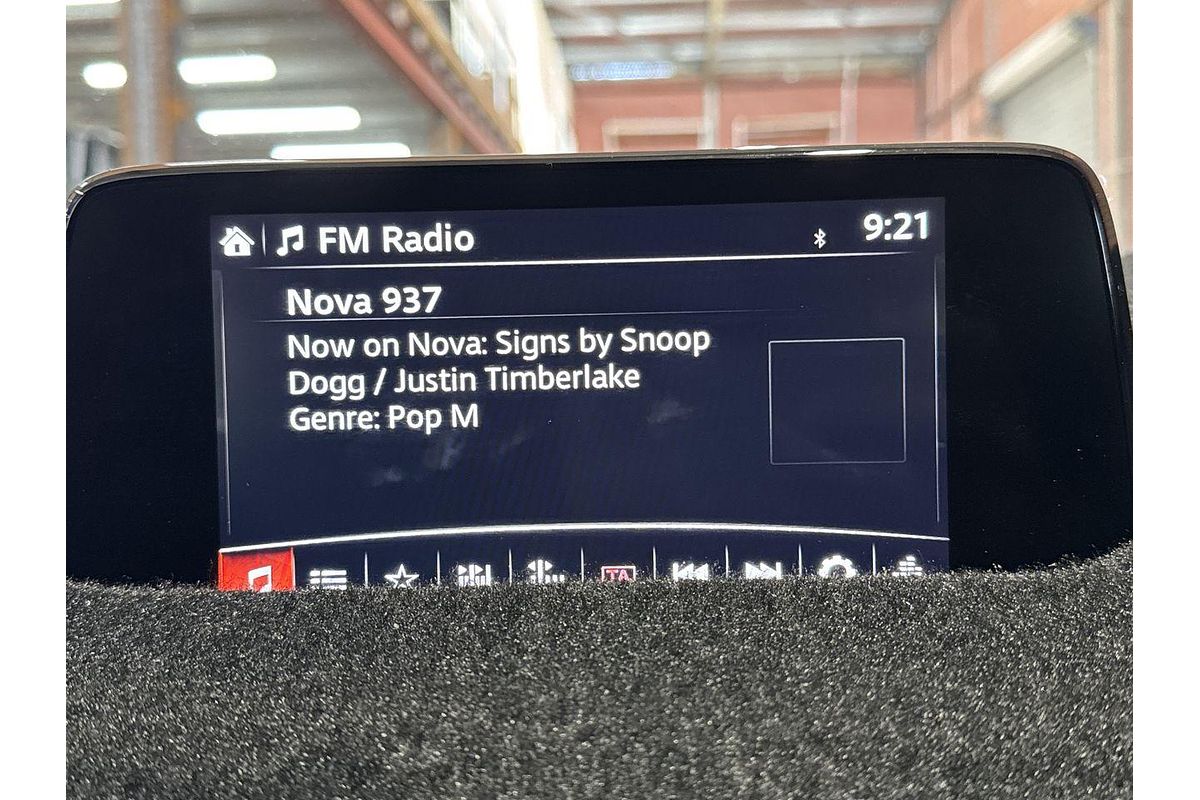 FM Radio
9:21
Nova 937
Now on Nova: Signs by Snoop
Dogg / Justin Timberlake
Genre: Pop M
TA